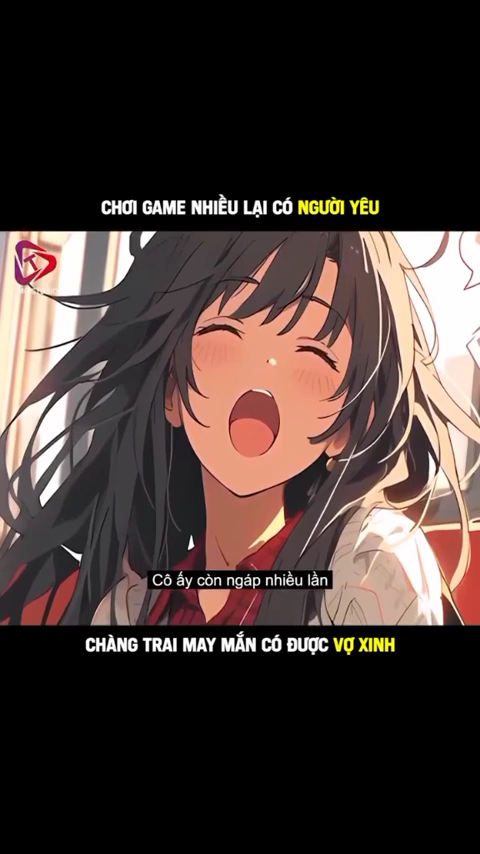 CHƠI GAME NHIỀU LẠI CÓ NGƯỜI YÊU
Cô ấy còn ngáp nhiều lần
CHÀNG TRAI MAY MẮN CÓ ĐƯỢC VỢ XINH